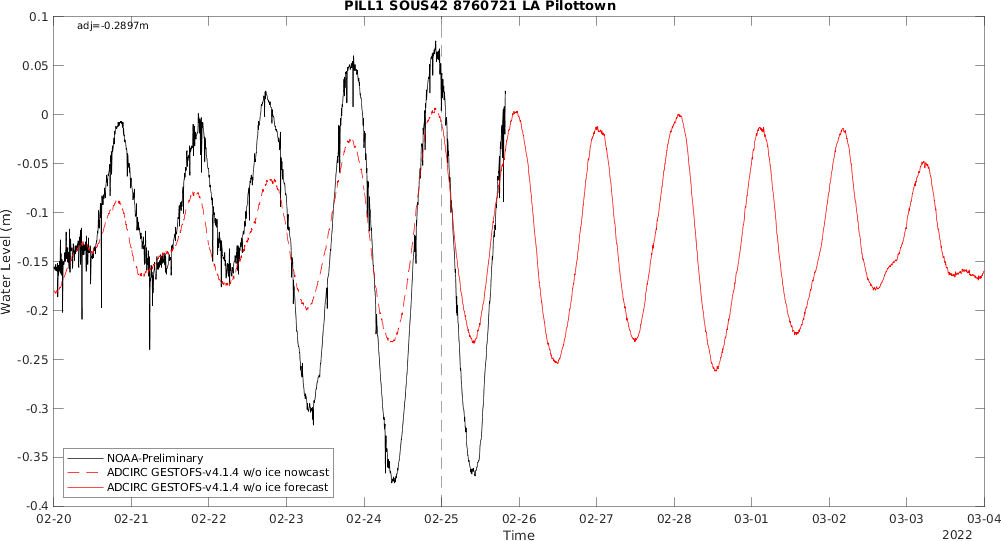 PILL1 SOUS42 8760721 LA Pilottown
adj=-0.2897m
0.1
0.05
0
-0.05
-0.1
-0.15
-0.2
-0.25
-0.3
-0.35
-0.4
Water Level (m)
NOAA-Preliminary
ADCIRC GESTOFS-v4.1.4 w/o ice nowcast
ADCIRC GESTOFS-v4.1.4 w/o ice forecast
02-20 02-21 02-22 02-23 02-24 02-25 02-26 02-27 02-28 03-01 03-02 03-03 03-04
Time
2022